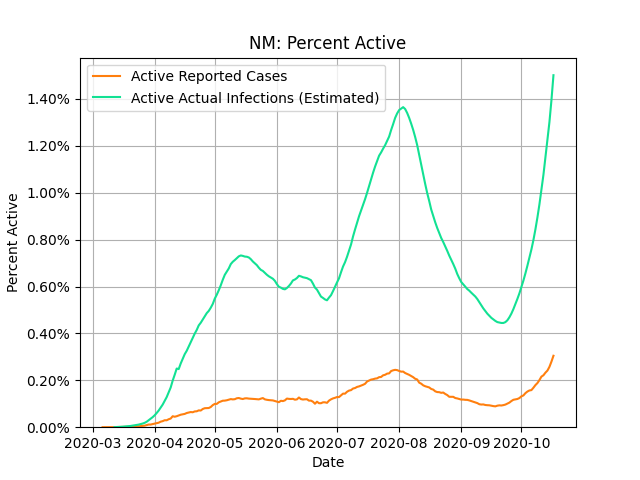 NM: Percent Active
Active Reported Cases
Active Actual Infections (Estimated)
Percent Active
1.40%
1.20%
1.00%
0.80%
0.60%
0.40%
0.20%
0.00%
2020-03 2020-04 2020-05 2020-06 2020-07 2020-08 2020-09 2020-10
Date